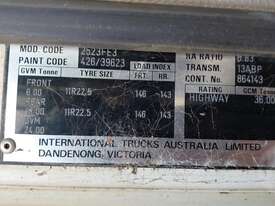 MOD. CODE 2523FE3 RA RATIO 6.83
PAINT CODE 426/39623 TRANSM. 13ABP
GVM Tonne TYRE SIZE LOAD INDEX CONT. No. 864143
FRT. RR.
RATING GCM Tonne
FRONT HIGHWAY 36.00
6.00 11R22.5 146 -143
REAR
11R22.5 146 -143
GVM
24.00
INTERNATIONAL TRUCKS AUSTRALIA LIMITED
DANDENONG, VICTORIA